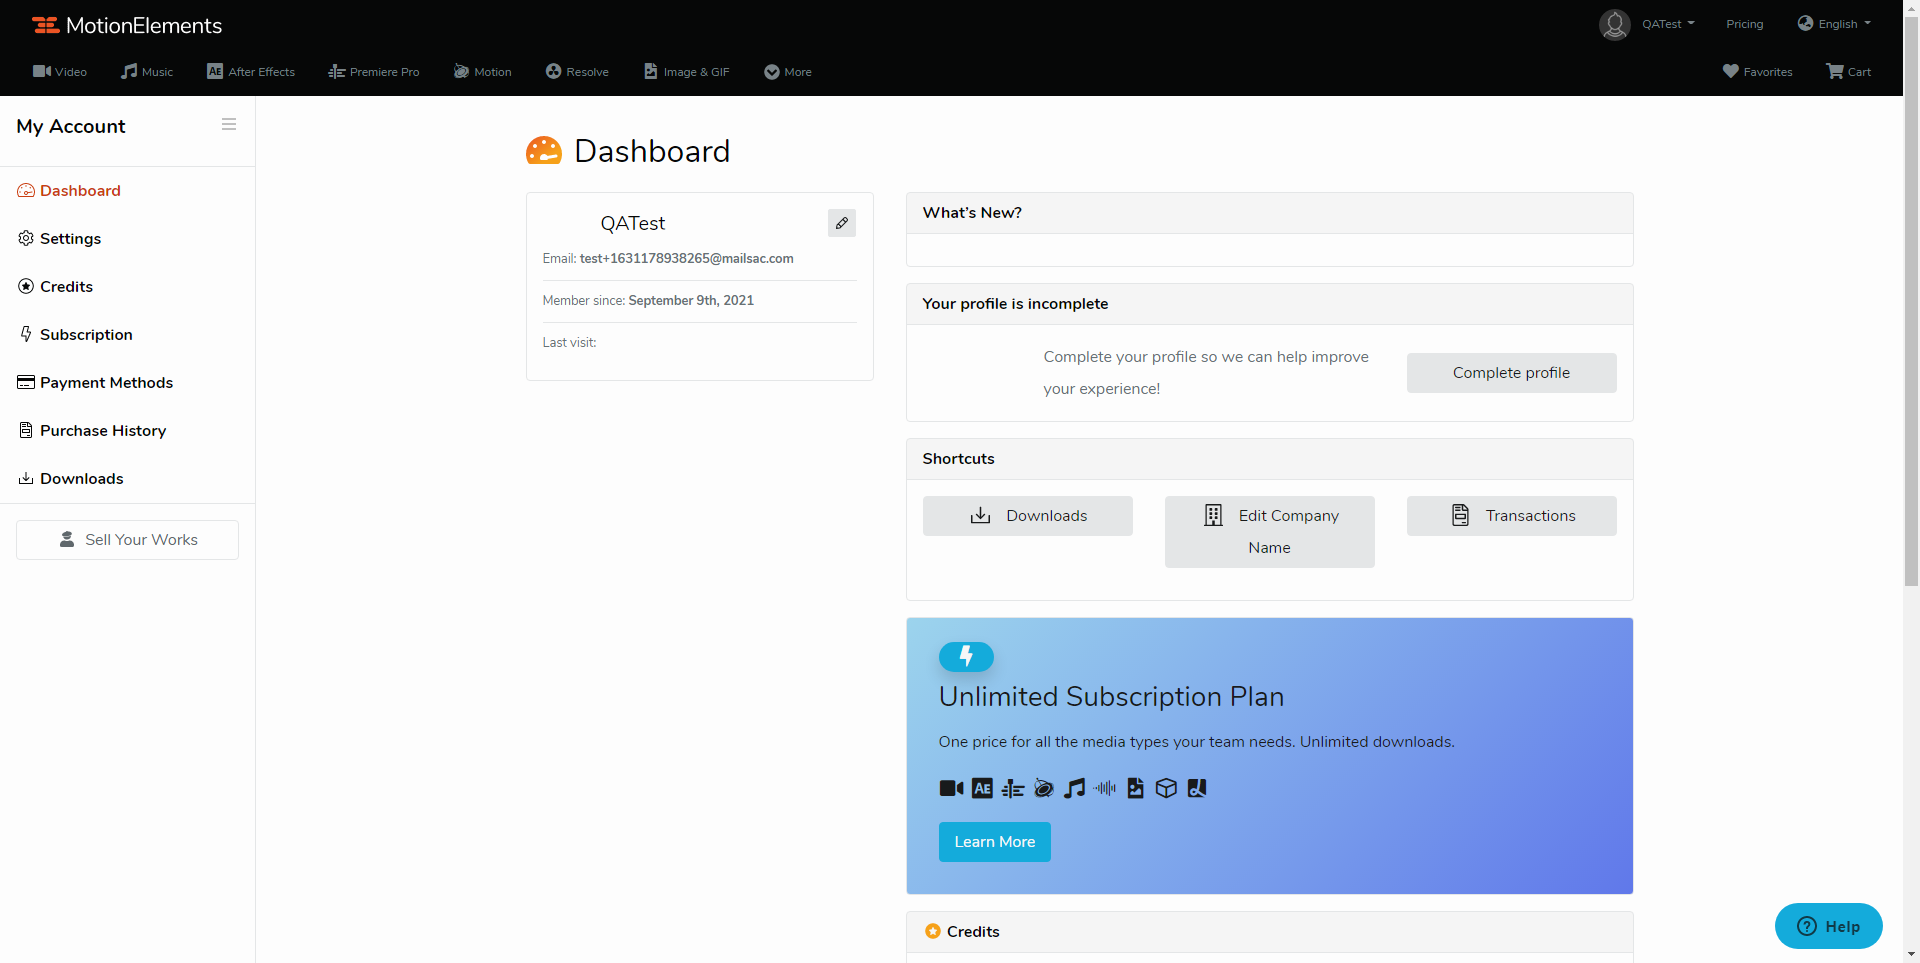 MotionElements
QATest
Pricing
English
Video
Music
AE After Effects
Premiere Pro
Motion
Resolve
Image & GIF
More
Favorites
Cart
My Account
Dashboard
Settings
Credits
Subscription
Payment Methods
Purchase History
Downloads
Sell Your Works
Dashboard
QATest
Email: test+1631178938265@mailsac.com
Member since: September 9th, 2021
Last visit:
What's New?
Your profile is incomplete
Complete your profile so we can help improve
your experience!
Complete profile
Shortcuts
Downloads
Edit Company
Name
Transactions
Unlimited Subscription Plan
One price for all the media types your team needs. Unlimited downloads.
AE
Learn More
Credits
Help